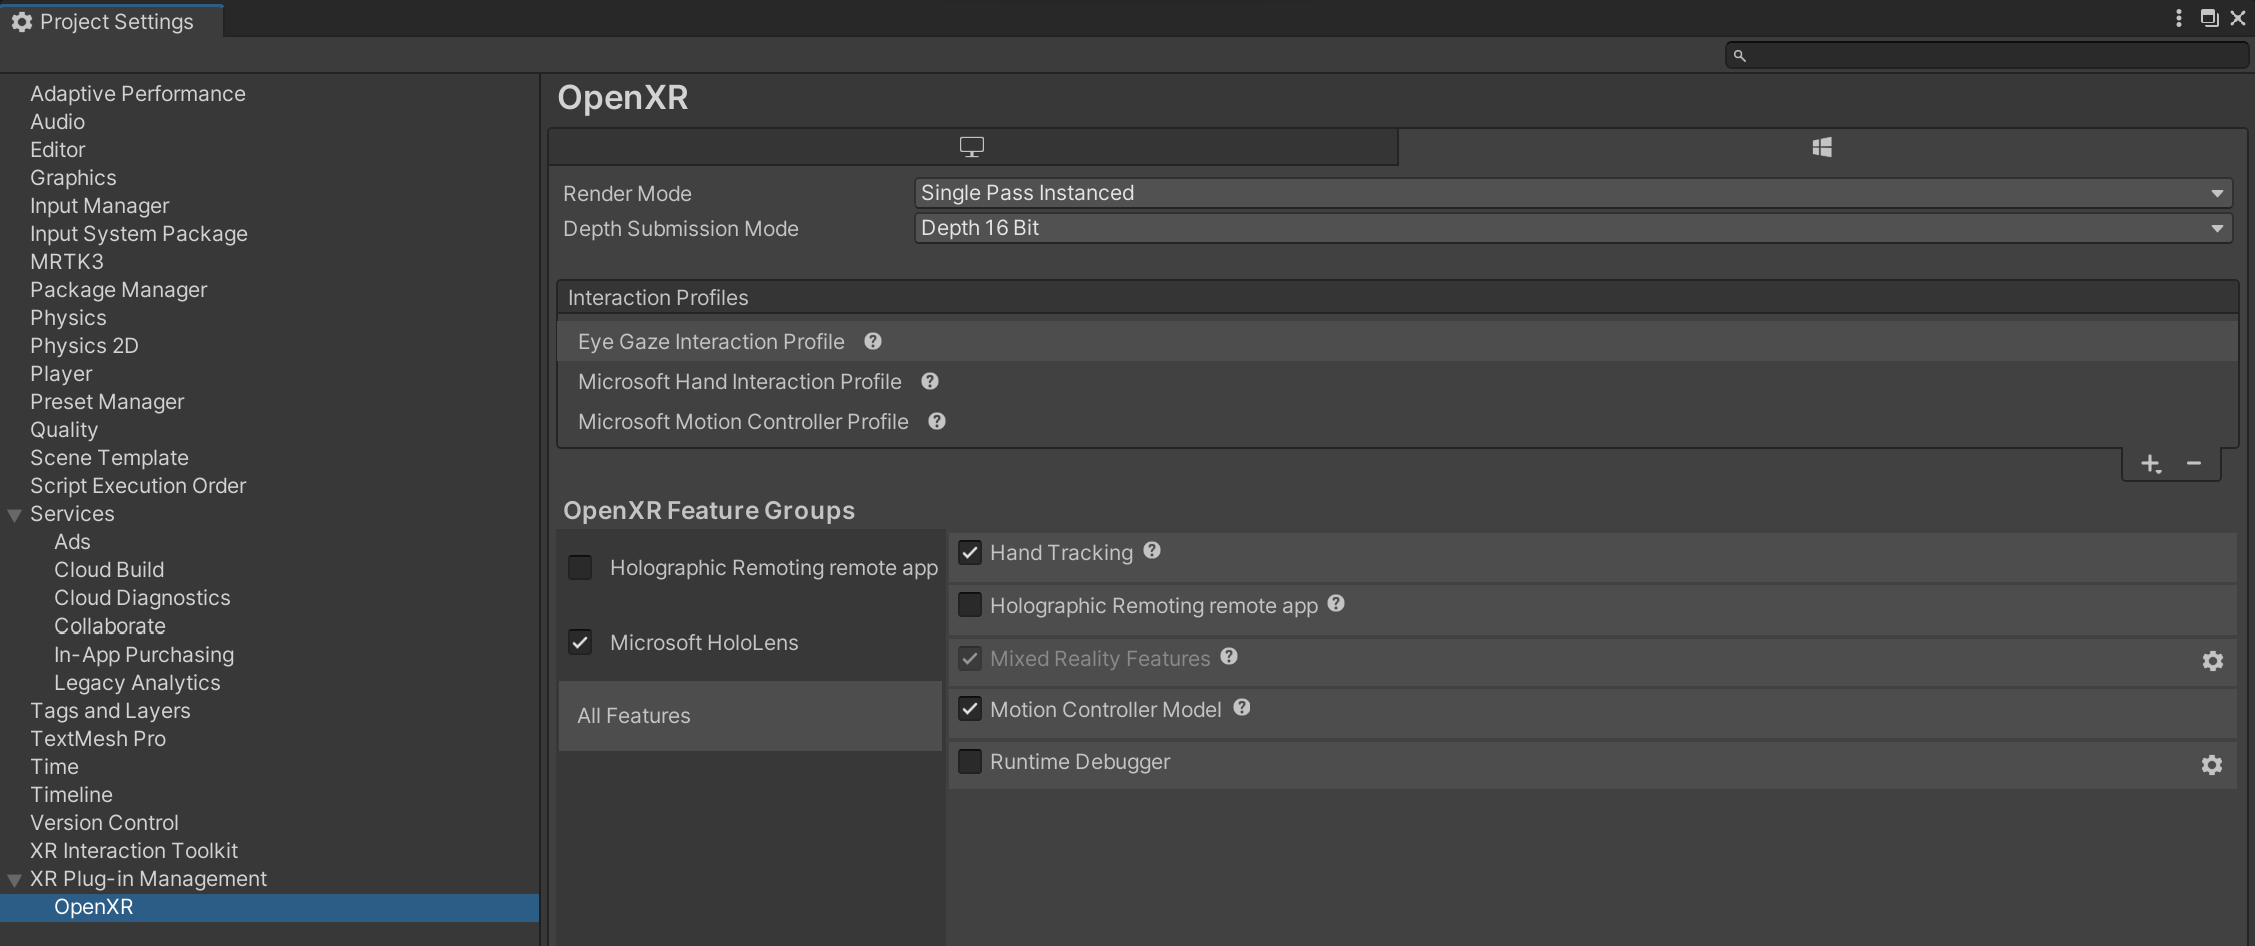 Project Settings
Adaptive Performance
Audio
Editor
Graphics
Input Manager
Input System Package
MRTK3
Package Manager
Physics
Physics 2D
Player
Preset Manager
Quality
Scene Template
Script Execution Order
Services
Ads
Cloud Build
Cloud Diagnostics
Collaborate
In-App Purchasing
Legacy Analytics
Tags and Layers
TextMesh Pro
Time
Timeline
Version Control
XR Interaction Toolkit
XR Plug-in Management
OpenXR
OpenXR
Render Mode
Single Pass Instanced
Depth Submission Mode
Depth 16 Bit
Interaction Profiles
Eye Gaze Interaction Profile
Microsoft Hand Interaction Profile
Microsoft Motion Controller Profile
OpenXR Feature Groups
Holographic Remoting remote app
Microsoft HoloLens
All Features
Hand Tracking
Holographic Remoting remote app
Mixed Reality Features
Motion Controller Model
Runtime Debugger